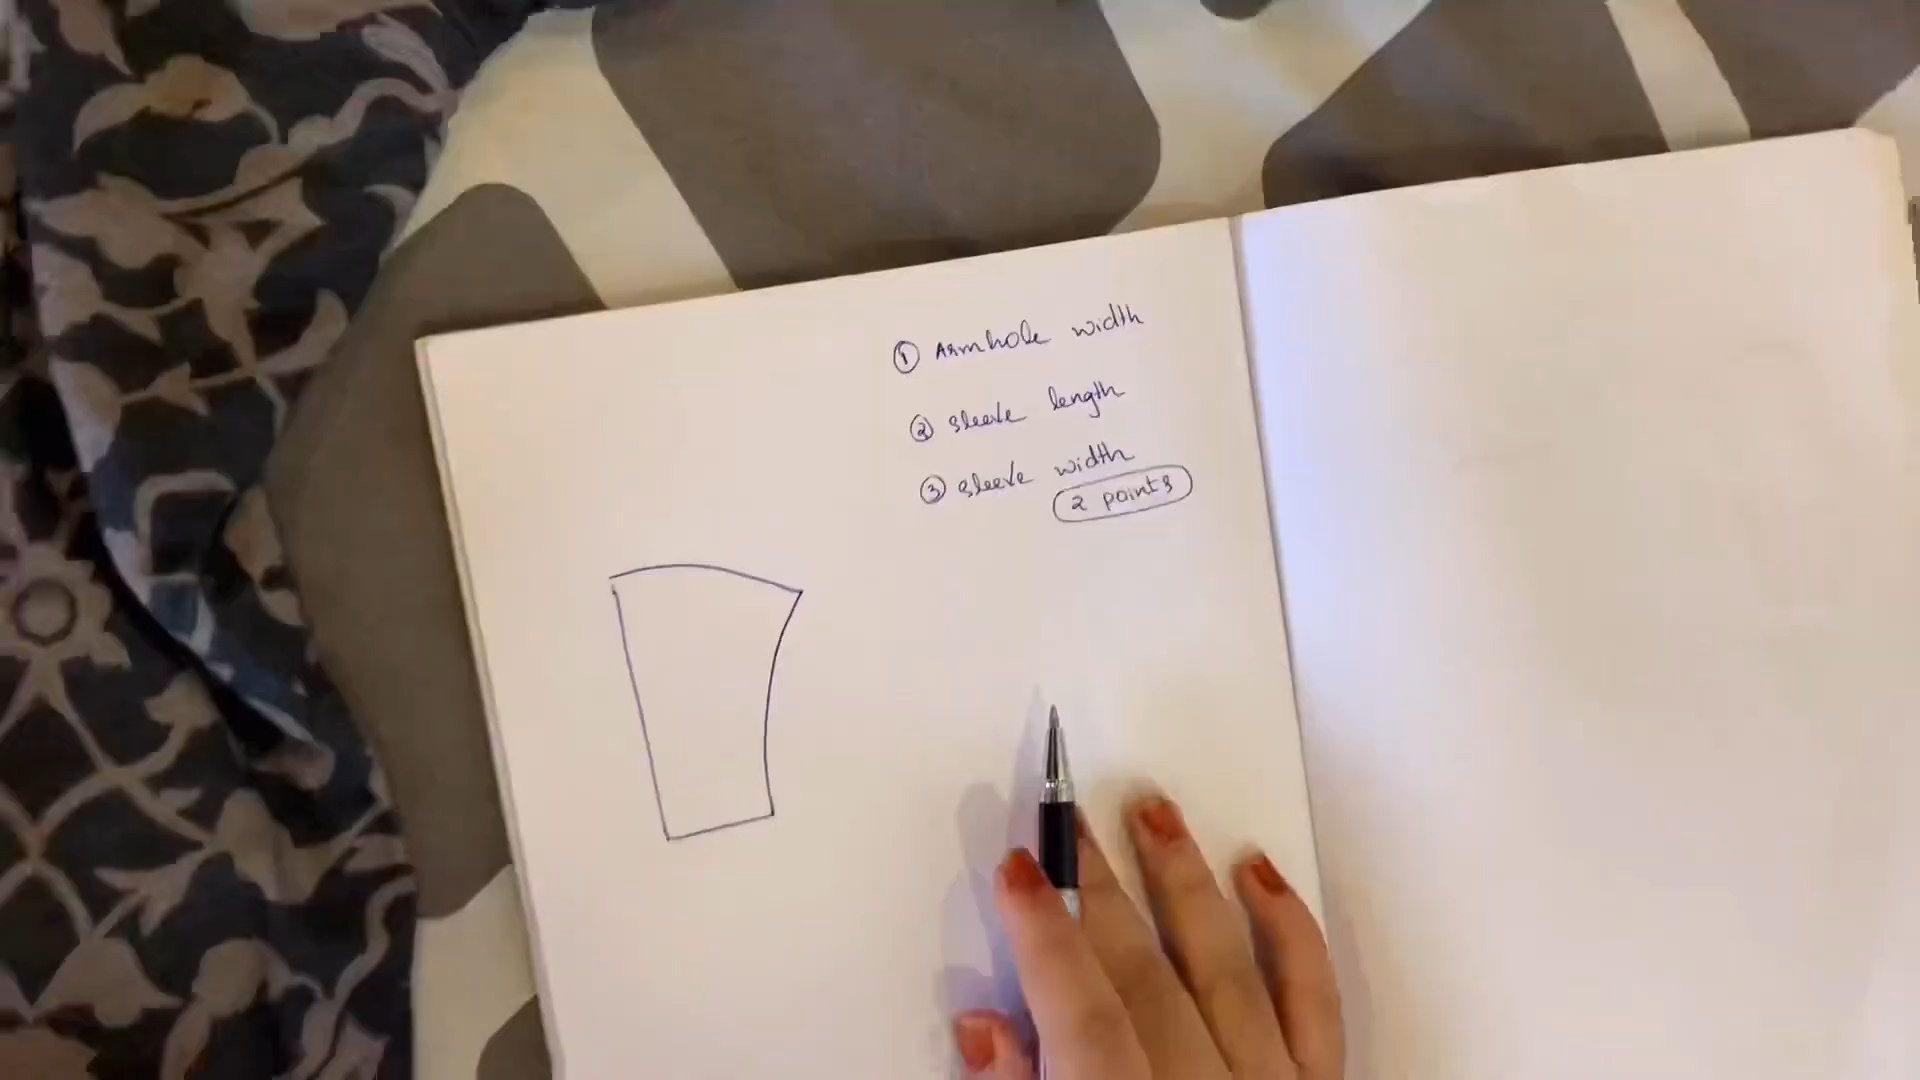 ① Armhole width
② sleeve length
③ sleeve width
2 points